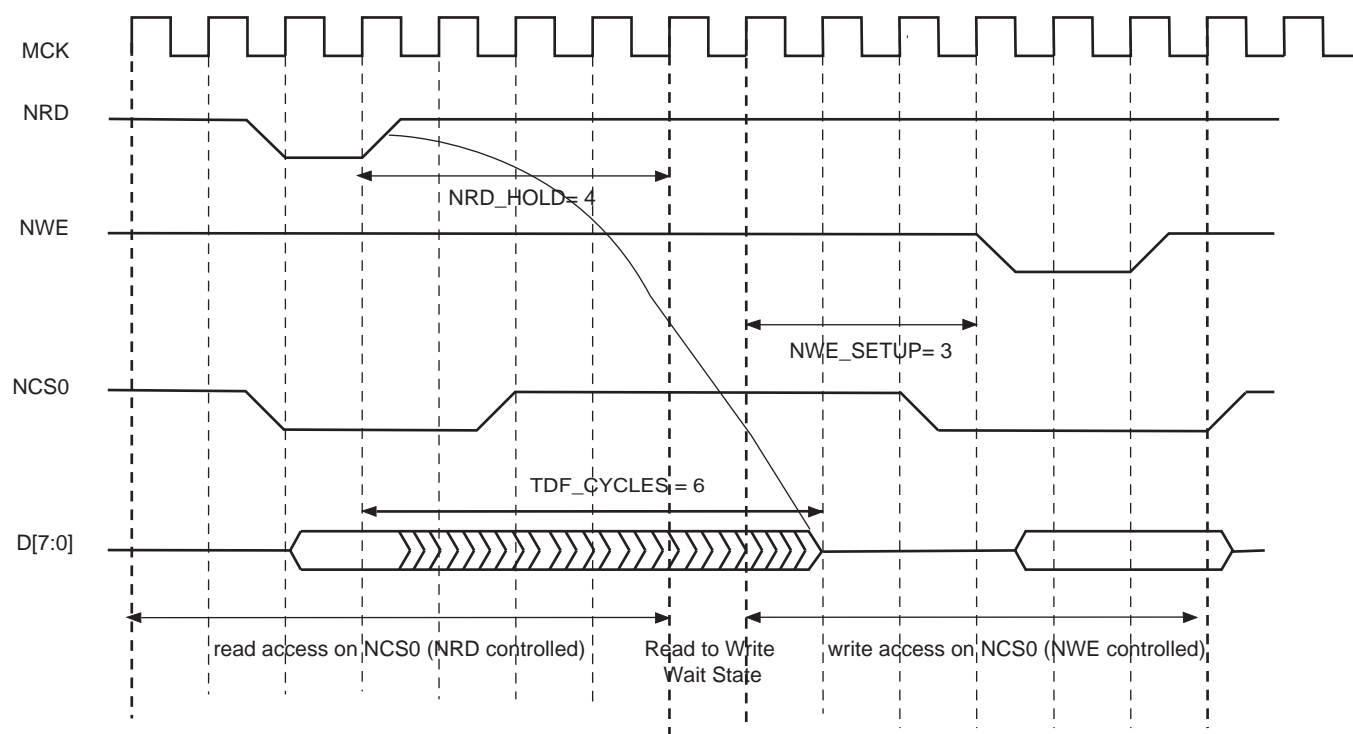 MCK
NRD
NRD_HOLD= 4
NWE
NWE_SETUP= 3
NCS0
TDF_CYCLES = 6
D[7:0]
read access on NCS0 (NRD controlled)
Read to Write
Wait State
write access on NCS0 (NWE controlled)